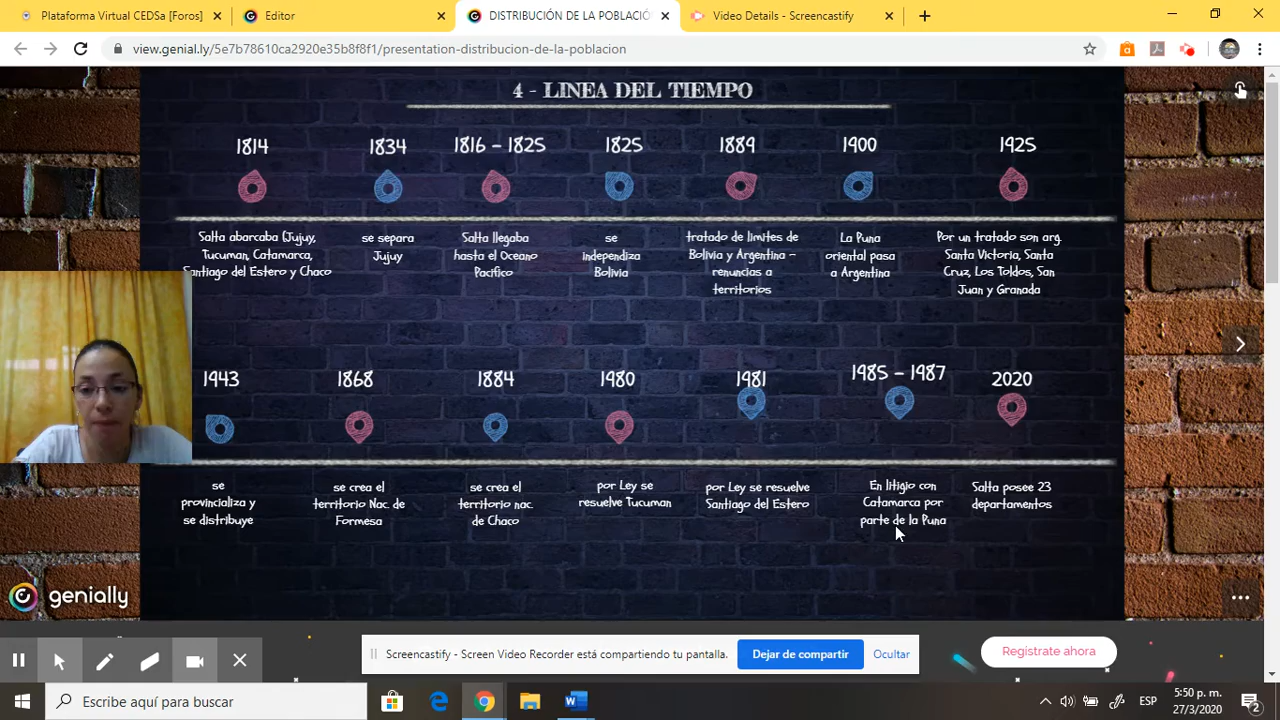 Plataforma Virtual CEDSa [Foros]
Editor
DISTRIBUCIÓN DE LA POBLACIÓ
Video Details - Screencastify
view.genial.ly/5e7b78610ca2920e35b8f8f1/presentation-distribucion-de-la-poblacion
4 - LINEA DEL TIEMPO
1814
1834
1816 - 1825
1825
1889
1900
1925
Salta abarcaba (Jujuy,
Tucuman, Catamarca,
Santiago del Estero y Chaco
se separa
Jujuy
Salta llegaba
hasta el Oceano
Pacifico
se
independiza
Bolivia
tratado de limites de
Bolivia y Argentina -
renuncias a
territorios
La Puna
oriental pasa
a Argentina
Por un tratado son arg.
Santa Victoria, Santa
Cruz, Los Toldos, San
Juan y Granada
1943
1868
1884
1980
1981
1985 - 1987
2020
se
provincializa y
se distribuye
se crea el
territorio Nac. de
Formesa
se crea el
territorio nac.
de Chaco
por Ley se
resuelve Tucuman
por Ley se resuelve
Santiago del Estero
En litigio con
Catamarca por
parte de la Puna
Salta posee 23
departamentos
genially
Screencastify - Screen Video Recorder está compartiendo tu pantalla.
Dejar de compartir
Ocultar
Regístrate ahora
Escribe aquí para buscar
ESP
5:50 p. m.
27/3/2020
2